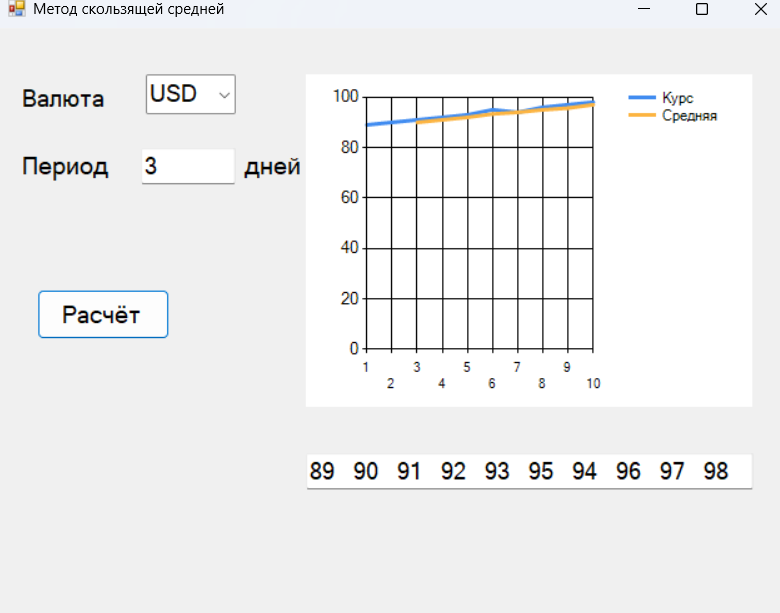 Метод скользящей средней
Валюта USD
Период 3 дней
Расчёт
100
80
60
40
20
0
1 2 3 4 5 6 7 8 9 10
Курс
Средняя
89 90 91 92 93 95 94 96 97 98